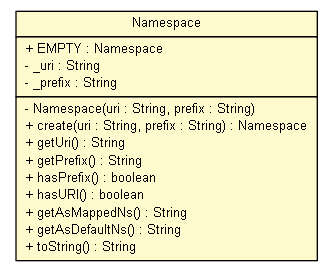 Namespace
+ EMPTY : Namespace
- _uri : String
- _prefix : String
- Namespace(uri : String, prefix : String)
+ create(uri : String, prefix : String) : Namespace
+ getUri() : String
+ getPrefix() : String
+ hasPrefix() : boolean
+ hasURI() : boolean
+ getAsMappedNs() : String
+ getAsDefaultNs() : String
+ toString() : String